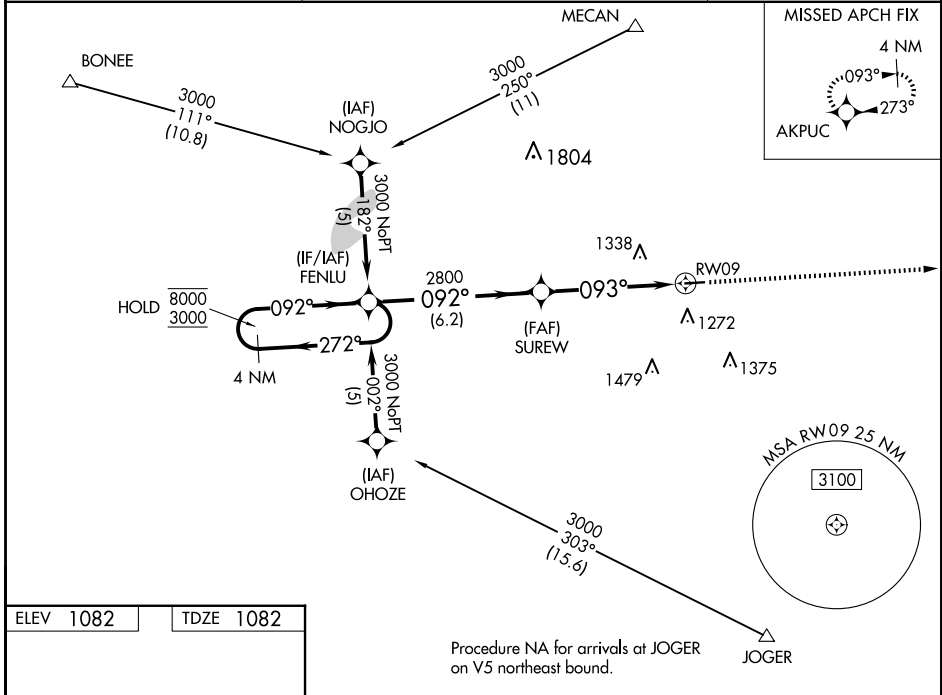 MECAN
BONEE
3000
250°
(11)
MISSED APCH FIX
4 NM
093°
273°
AKPUC
3000
111°
(10.8)
(IAF)
NOGJO
1804
3000 NoPT
182°
(5)
1338
(IF/IAF)
FENLU
2800
092°
(6.2)
RW09
093°
HOLD
8000
3000
092°
272°
4 NM
(FAF)
SUREW
1272
1479
1375
3000 NoPT
002°
(5)
(IAF)
OHOZE
MSA RW09 25 NM
3100
3000
303°
(15.6)
ELEV 1082
TDZE 1082
Procedure NA for arrivals at JOGER
on V5 northeast bound.
JOGER